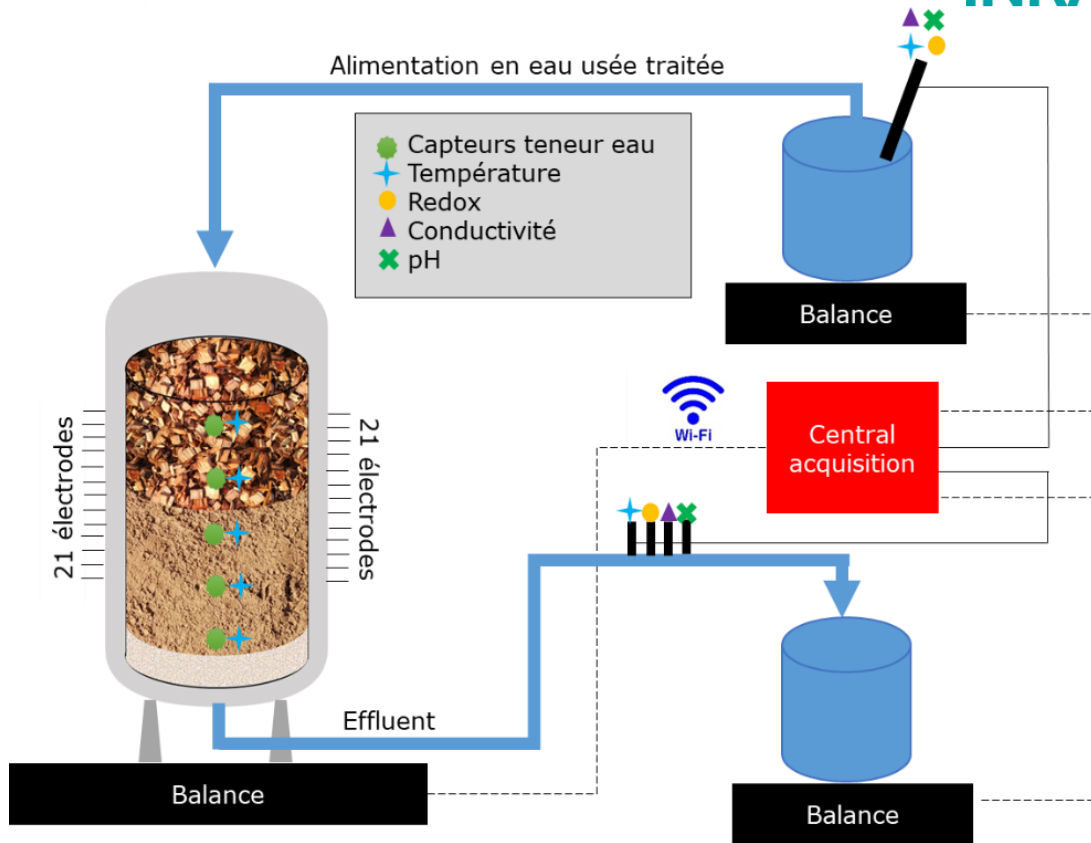 Alimentation en eau usée traitée
Capteurs teneur eau
Température
Redox
Conductivité
pH
Balance
Wi-Fi
Central
acquisition
21 électrodes
21 électrodes
Effluent
Balance
Balance